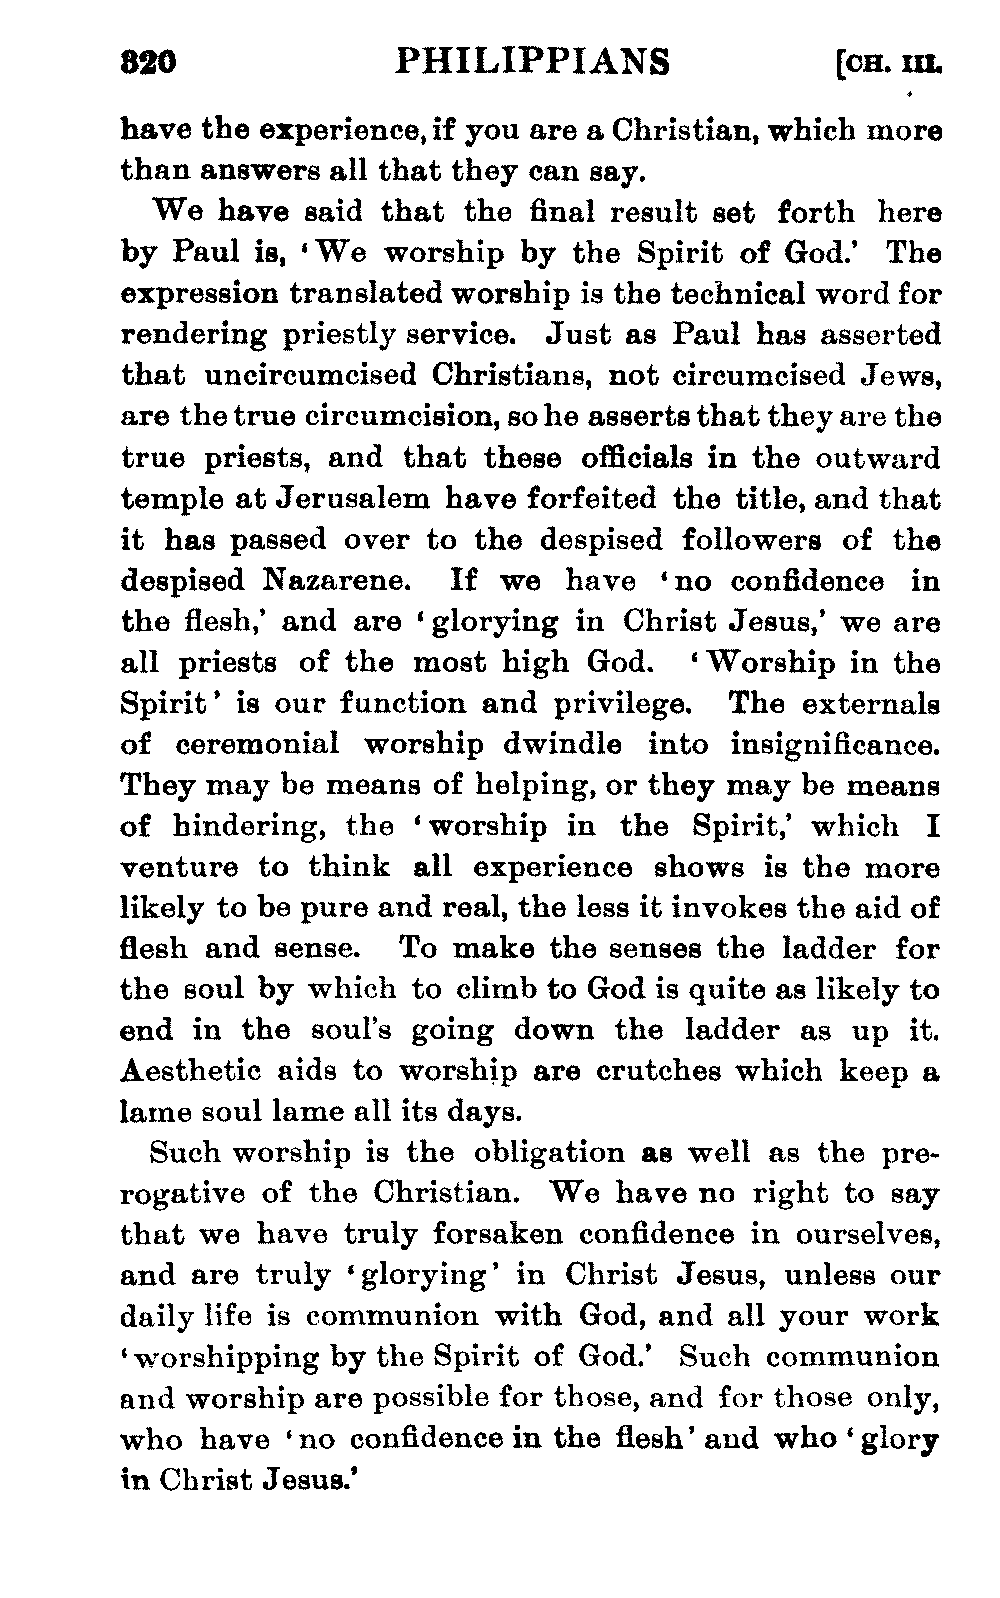 320 PHILIPPIANS [CH. III.
have the experience, if you are a Christian, which more
than answers all that they can say.
We have said that the final result set forth here
by Paul is, ‘We worship by the Spirit of God.’ The
expression translated worship is the technical word for
rendering priestly service. Just as Paul has asserted
that uncircumcised Christians, not circumcised Jews,
are the true circumcision, so he asserts that they are the
true priests, and that these officials in the outward
temple at Jerusalem have forfeited the title, and that
it has passed over to the despised followers of the
despised Nazarene. If we have ‘no confidence in
the flesh,’ and are ‘glorying in Christ Jesus,’ we are
all priests of the most high God. ‘Worship in the
Spirit’ is our function and privilege. The externals
of ceremonial worship dwindle into insignificance.
They may be means of helping, or they may be means
of hindering, the ‘worship in the Spirit,’ which I
venture to think all experience shows is the more
likely to be pure and real, the less it invokes the aid of
flesh and sense. To make the senses the ladder for
the soul by which to climb to God is quite as likely to
end in the soul’s going down the ladder as up it.
Aesthetic aids to worship are crutches which keep a
lame soul lame all its days.
Such worship is the obligation as well as the pre-
rogative of the Christian. We have no right to say
that we have truly forsaken confidence in ourselves,
and are truly ‘glorying’ in Christ Jesus, unless our
daily life is communion with God, and all your work
‘worshipping by the Spirit of God.’ Such communion
and worship are possible for those, and for those only,
who have ‘no confidence in the flesh’ and who ‘glory
in Christ Jesus.’